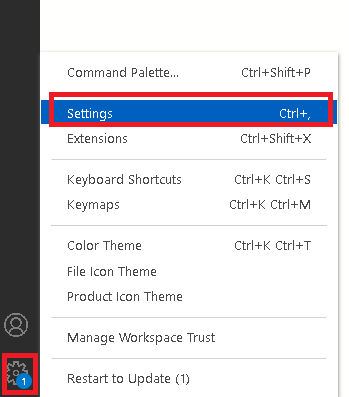 Command Palette... Ctrl+Shift+P
Settings Ctrl+,
Extensions Ctrl+Shift+X
Keyboard Shortcuts Ctrl+K Ctrl+S
Keymaps Ctrl+K Ctrl+M
Color Theme Ctrl+K Ctrl+T
File Icon Theme
Product Icon Theme
Manage Workspace Trust
Restart to Update (1)
1